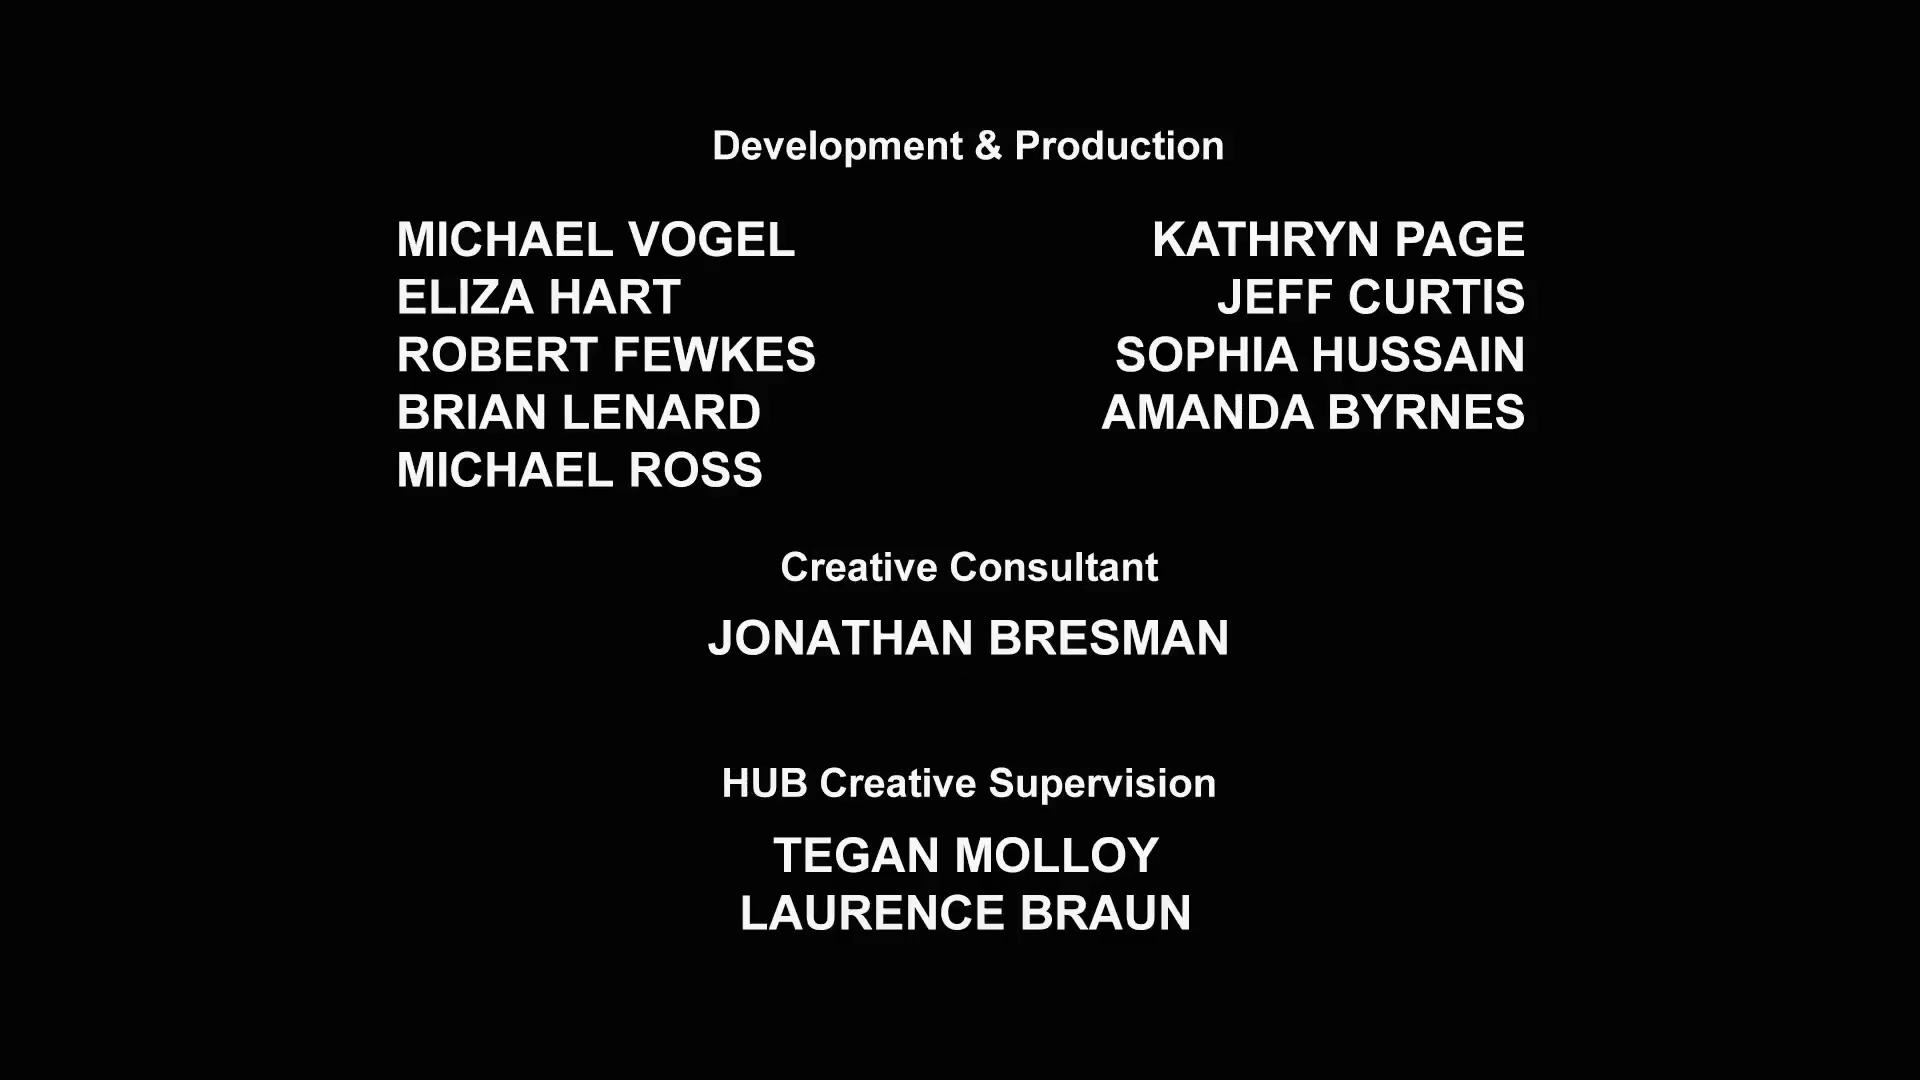 Development & Production
MICHAEL VOGEL
ELIZA HART
ROBERT FEWKES
BRIAN LENARD
MICHAEL ROSS
KATHRYN PAGE
JEFF CURTIS
SOPHIA HUSSAIN
AMANDA BYRNES
Creative Consultant
JONATHAN BRESMAN
HUB Creative Supervision
TEGAN MOLLOY
LAURENCE BRAUN